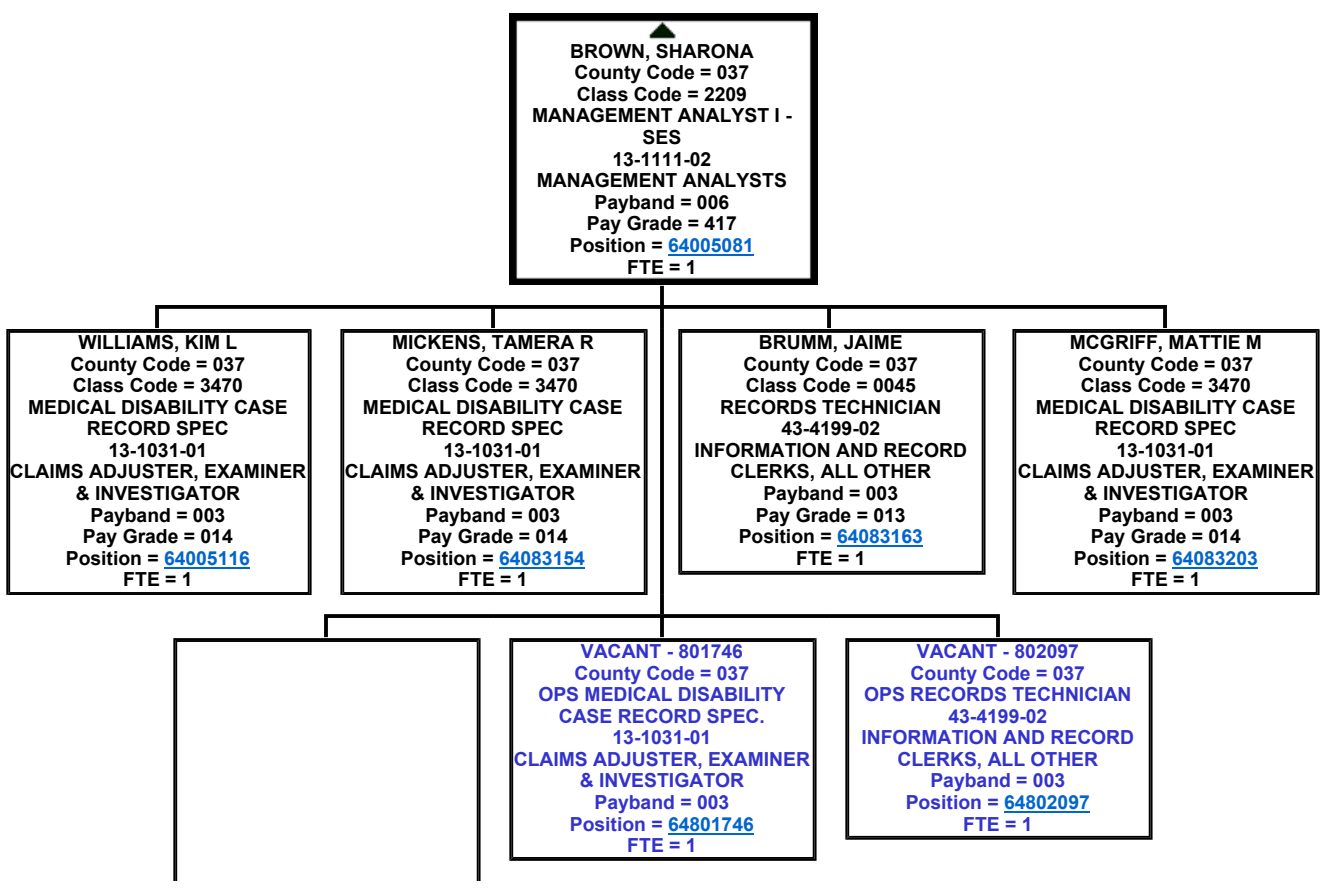 BROWN, SHARONA
County Code = 037
Class Code = 2209
MANAGEMENT ANALYST I -
SES
13-1111-02
MANAGEMENT ANALYSTS
Payband = 006
Pay Grade = 417
Position = 64005081
FTE = 1
WILLIAMS, KIM L
County Code = 037
Class Code = 3470
MEDICAL DISABILITY CASE
RECORD SPEC
13-1031-01
CLAIMS ADJUSTER, EXAMINER
& INVESTIGATOR
Payband = 003
Pay Grade = 014
Position = 64005116
FTE = 1
MICKENS, TAMERA R
County Code = 037
Class Code = 3470
MEDICAL DISABILITY CASE
RECORD SPEC
13-1031-01
CLAIMS ADJUSTER, EXAMINER
& INVESTIGATOR
Payband = 003
Pay Grade = 014
Position = 64083154
FTE = 1
BRUMM, JAIME
County Code = 037
Class Code = 0045
RECORDS TECHNICIAN
43-4199-02
INFORMATION AND RECORD
CLERKS, ALL OTHER
Payband = 003
Pay Grade = 013
Position = 64083163
FTE = 1
MCGRIFF, MATTIE M
County Code = 037
Class Code = 3470
MEDICAL DISABILITY CASE
RECORD SPEC
13-1031-01
CLAIMS ADJUSTER, EXAMINER
& INVESTIGATOR
Payband = 003
Pay Grade = 014
Position = 64083203
FTE = 1
VACANT - 801746
County Code = 037
OPS MEDICAL DISABILITY
CASE RECORD SPEC.
13-1031-01
CLAIMS ADJUSTER, EXAMINER
& INVESTIGATOR
Payband = 003
Position = 64801746
FTE = 1
VACANT - 802097
County Code = 037
OPS RECORDS TECHNICIAN
43-4199-02
INFORMATION AND RECORD
CLERKS, ALL OTHER
Payband = 003
Position = 64802097
FTE = 1